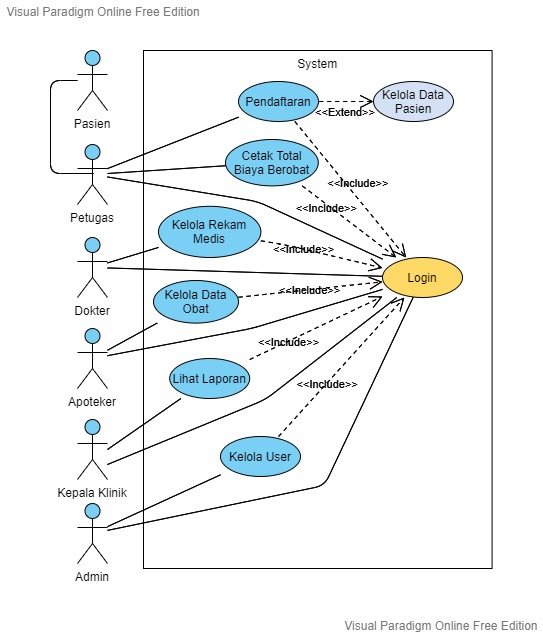 Visual Paradigm Online Free Edition
System
Pasien
Pendaftaran
<<Extend>>
Kelola Data
Pasien
Petugas
Cetak Total
Biaya Berobat
<<Include>>
<<Include>>
Dokter
Kelola Rekam
Medis
<<Include>>
Login
Kelola Data
Obat
<<Include>>
Apoteker
Lihat Laporan
<<Include>>
Kepala Klinik
<<Include>>
Kelola User
Admin
Visual Paradigm Online Free Edition